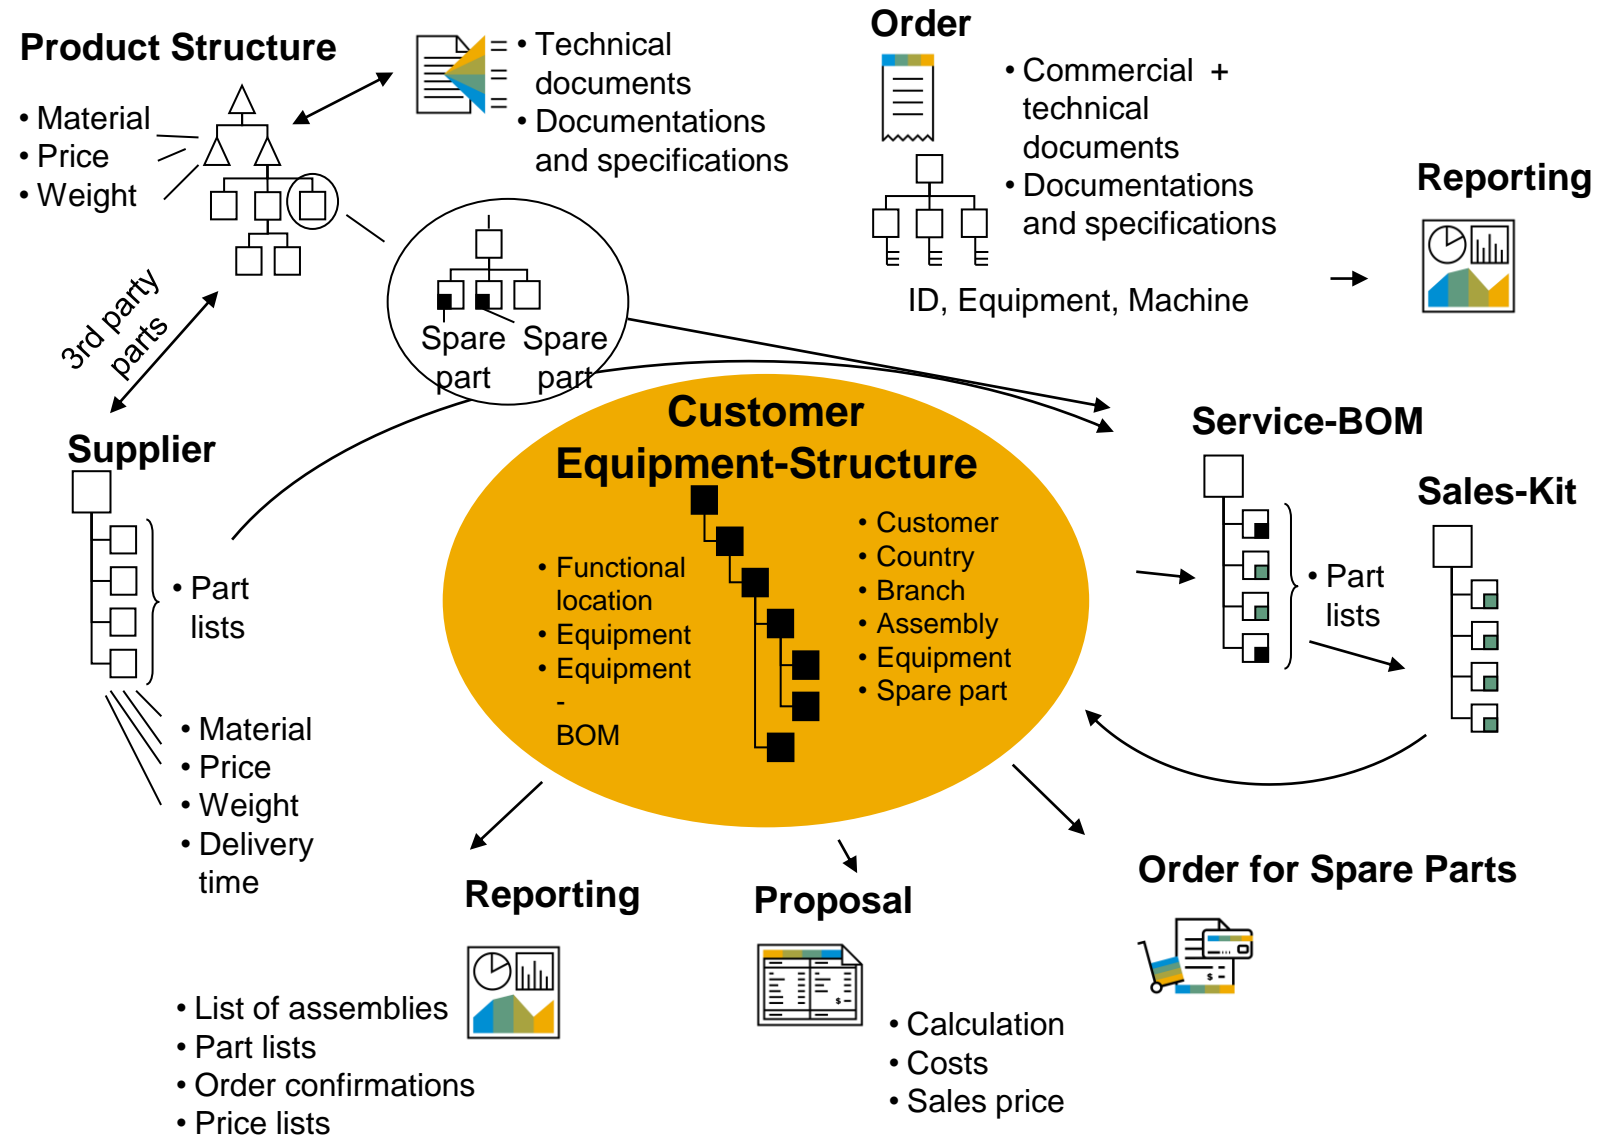 Product Structure
• Material
• Price
• Weight
• Technical
documents
• Documentations
and specifications
Order
• Commercial +
technical
documents
• Documentations
and specifications
ID, Equipment, Machine
Reporting
3rd party
parts
Spare
part
Spare
part
Supplier
• Part
lists
• Material
• Price
• Weight
• Delivery
time
Customer
Equipment-Structure
• Functional
location
• Equipment
• Equipment
-
BOM
• Customer
• Country
• Branch
• Assembly
• Equipment
• Spare part
Service-BOM
• Part
lists
Sales-Kit
Reporting
• List of assemblies
• Part lists
• Order confirmations
• Price lists
Proposal
$
• Calculation
• Costs
• Sales price
Order for Spare Parts
$